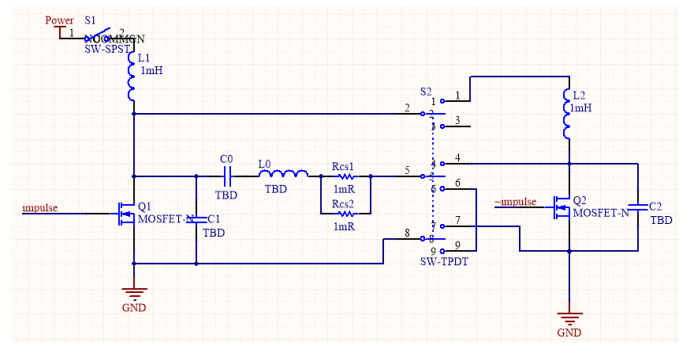 Power
S1
1
2
NCOMMGN
SW-SPST
L1
1mH
S2
1
1
2
2
3
3
L2
1mH
C0
TBD
L0
TBD
Rcs1
1mR
Rcs2
1mR
5
4
4
6
6
impulse
Q1
MOSFET-N
C1
TBD
~impulse
Q2
MOSFET-N
C2
TBD
7
7
8
8
9
9
SW-TPDT
GND
GND